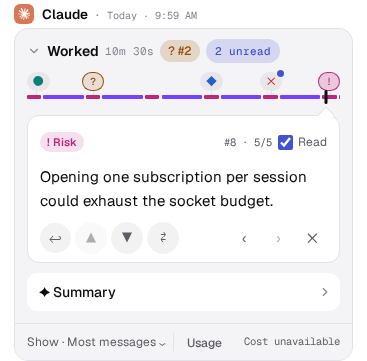 Claude · Today · 9:59 AM
Worked 10m 30s ? #2 2 unread
? !
! Risk #8 · 5/5 Read
Opening one subscription per session
could exhaust the socket budget.
Summary
Show · Most messages Usage Cost unavailable